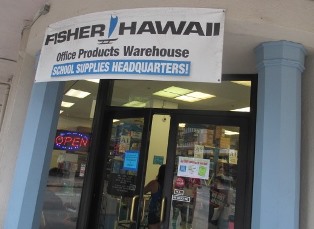 FISHER HAWAII
Office Products Warehouse
SCHOOL SUPPLIES HEADQUARTERS!
OPEN